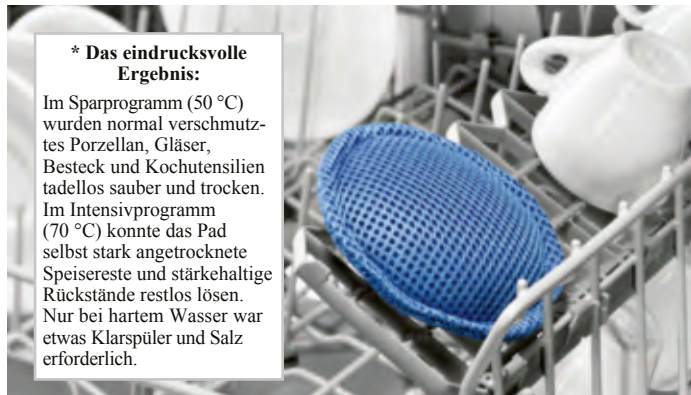 * Das eindrucksvolle
Ergebnis:
Im Sparprogramm (50 °C)
wurden normal verschmutz-
tes Porzellan, Gläser,
Besteck und Kochutensilien
tadellos sauber und trocken.
Im Intensivprogramm
(70 °C) konnte das Pad
selbst stark angetrocknete
Speisereste und stärkehaltige
Rückstände restlos lösen.
Nur bei hartem Wasser war
etwas Klarspüler und Salz
erforderlich.